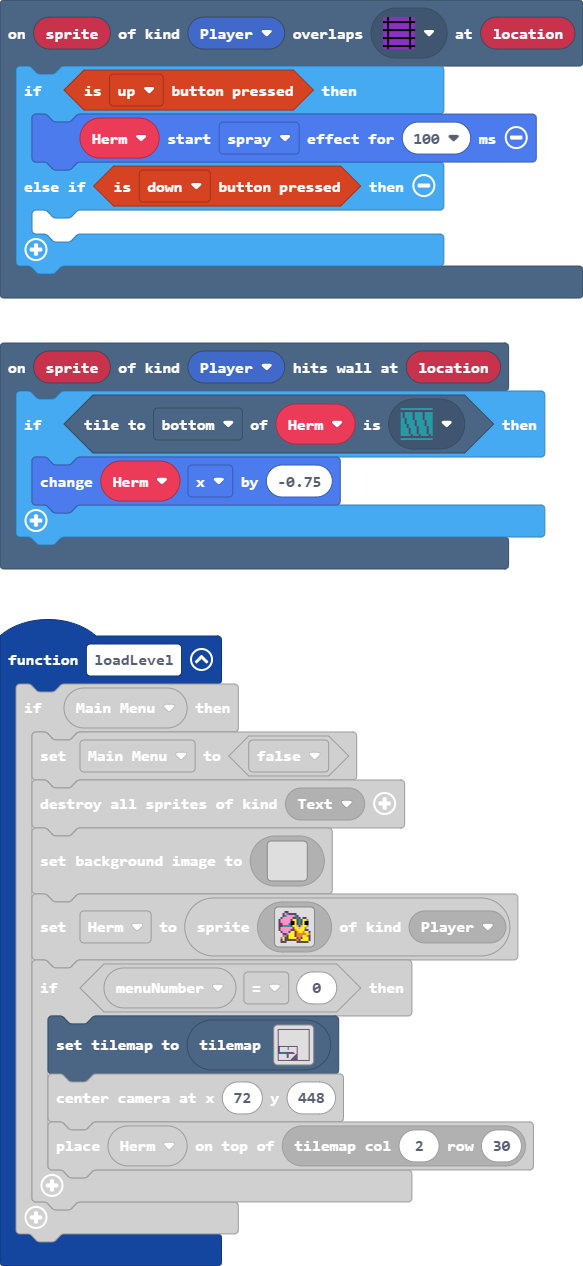 on sprite of kind Player overlaps at location
if is up button pressed then
Herm start spray effect for 100 ms
else if is down button pressed then
on sprite of kind Player hits wall at location
if tile to bottom of Herm is then
change Herm x by -0.75
function loadLevel
if Main Menu then
set Main Menu to false
destroy all sprites of kind Text
set background image to
set Herm to sprite of kind Player
if menuNumber = 0 then
set tilemap to tilemap
center camera at x 72 y 448
place Herm on top of tilemap col 2 row 30